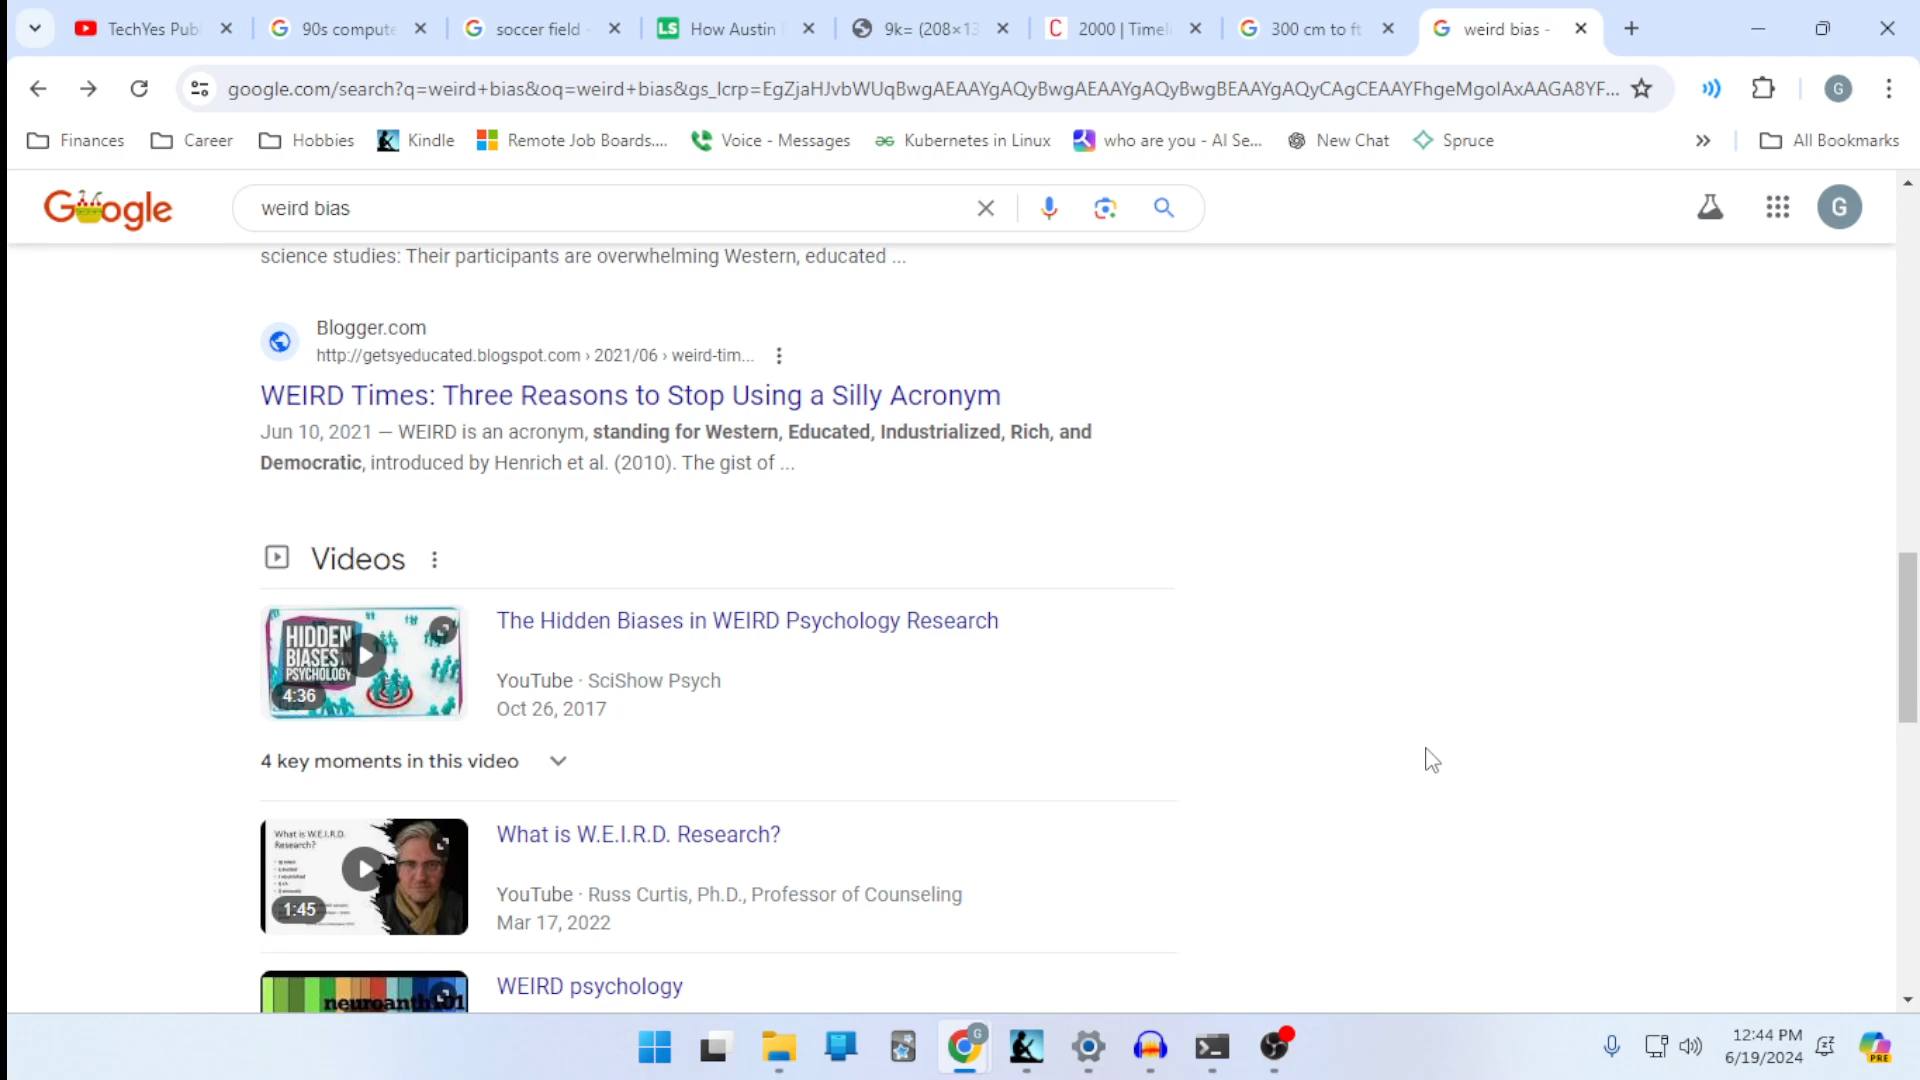 TechYes Pub
90s compute
soccer field -
How Austin
9k= (208×13
2000 | Timeli
300 cm to ft
weird bias -
google.com/search?q=weird+bias&oq=weird+bias&gs_lcrp=EgZjaHJvbWUqBwgAEAAYgAQyBwgAEAAYgAQyBwgBEAAYgAQyCAgCEAAYFhgeMgoIAxAAGA8YF...
G
Finances
Career
Hobbies
Kindle
Remote Job Boards....
Voice - Messages
Kubernetes in Linux
who are you - AI Se...
New Chat
Spruce
All Bookmarks
Google
weird bias
G
science studies: Their participants are overwhelming Western, educated ...
Blogger.com
http://getsyeducated.blogspot.com › 2021/06 › weird-tim...
WEIRD Times: Three Reasons to Stop Using a Silly Acronym
Jun 10, 2021 — WEIRD is an acronym, standing for Western, Educated, Industrialized, Rich, and
Democratic, introduced by Henrich et al. (2010). The gist of ...
Videos
HIDDEN
BIASES IN
PSYCHOLOGY
4:36
The Hidden Biases in WEIRD Psychology Research
YouTube · SciShow Psych
Oct 26, 2017
4 key moments in this video
What is W.E.I.R.D.
Research?
1:45
What is W.E.I.R.D. Research?
YouTube · Russ Curtis, Ph.D., Professor of Counseling
Mar 17, 2022
neuroanth101
WEIRD psychology
12:44 PM
6/19/2024
PRE